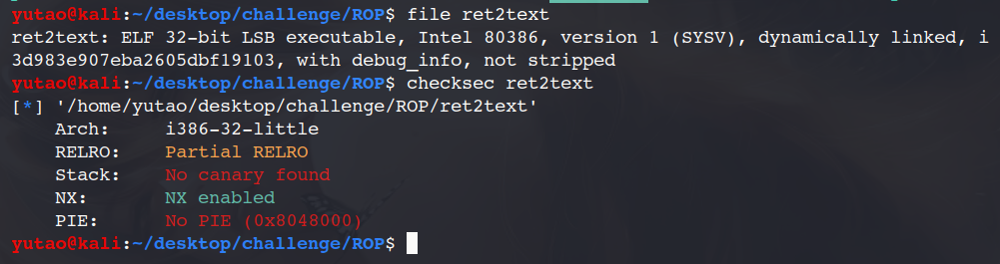 yutao@kali:~/desktop/challenge/ROP$ file ret2text
ret2text: ELF 32-bit LSB executable, Intel 80386, version 1 (SYSV), dynamically linked, i
3d983e907eba2605dbf19103, with debug_info, not stripped
yutao@kali:~/desktop/challenge/ROP$ checksec ret2text
[*] '/home/yutao/desktop/challenge/ROP/ret2text'
    Arch:     i386-32-little
    RELRO:    Partial RELRO
    Stack:    No canary found
    NX:       NX enabled
    PIE:      No PIE (0x8048000)
yutao@kali:~/desktop/challenge/ROP$